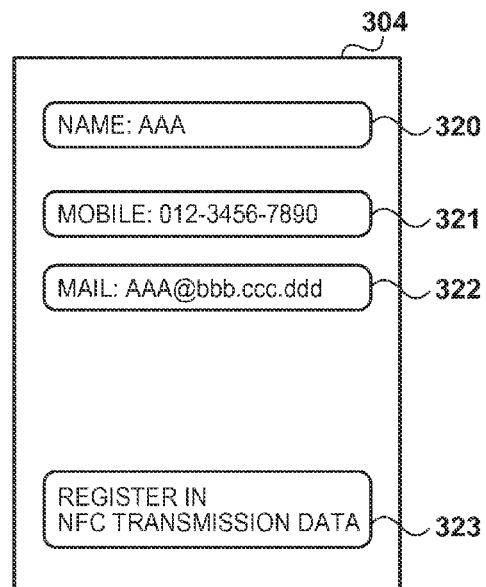 304
NAME: AAA
320
MOBILE: 012-3456-7890
321
MAIL: AAA@bbb.ccc.ddd
322
REGISTER IN
NFC TRANSMISSION DATA
323